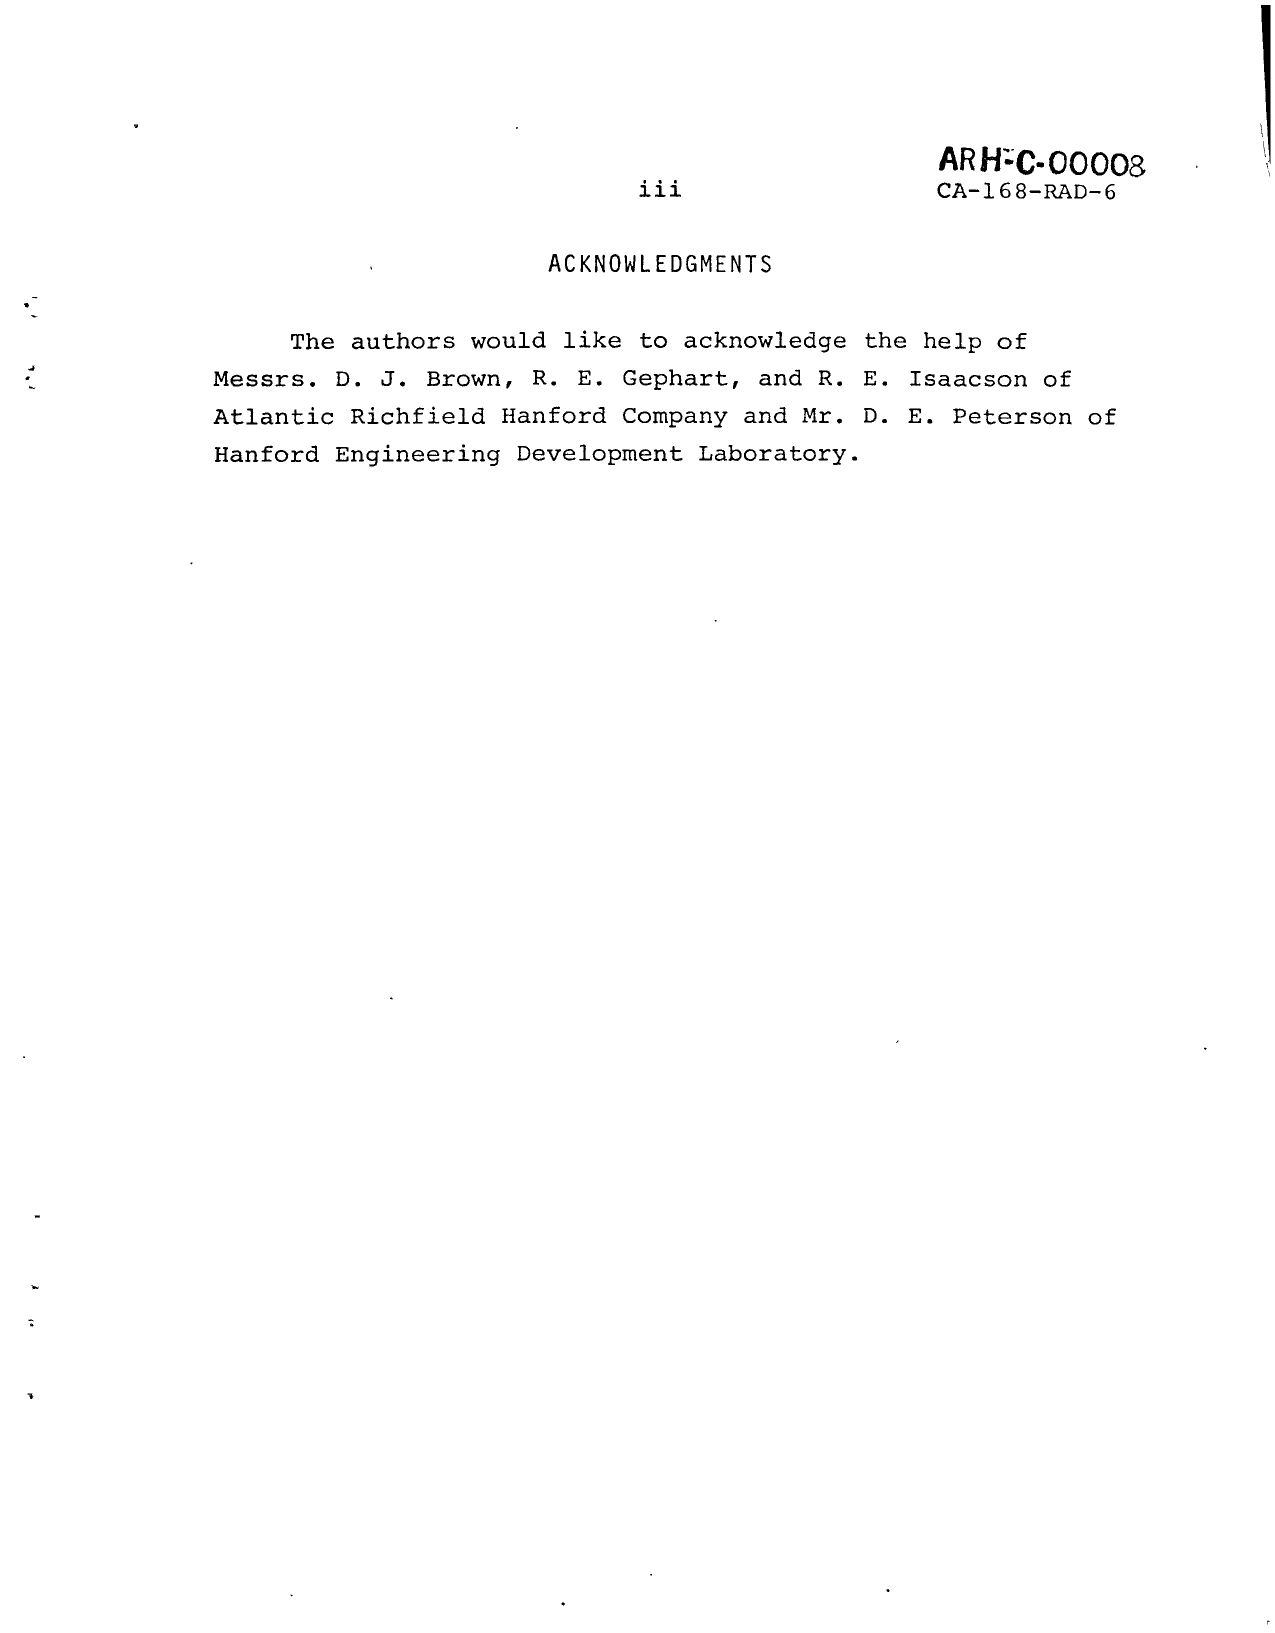 ARH-C-00008
iii
CA-168-RAD-6
ACKNOWLEDGMENTS
The authors would like to acknowledge the help of
Messrs. D. J. Brown, R. E. Gephart, and R. E. Isaacson of
Atlantic Richfield Hanford Company and Mr. D. E. Peterson of
Hanford Engineering Development Laboratory.